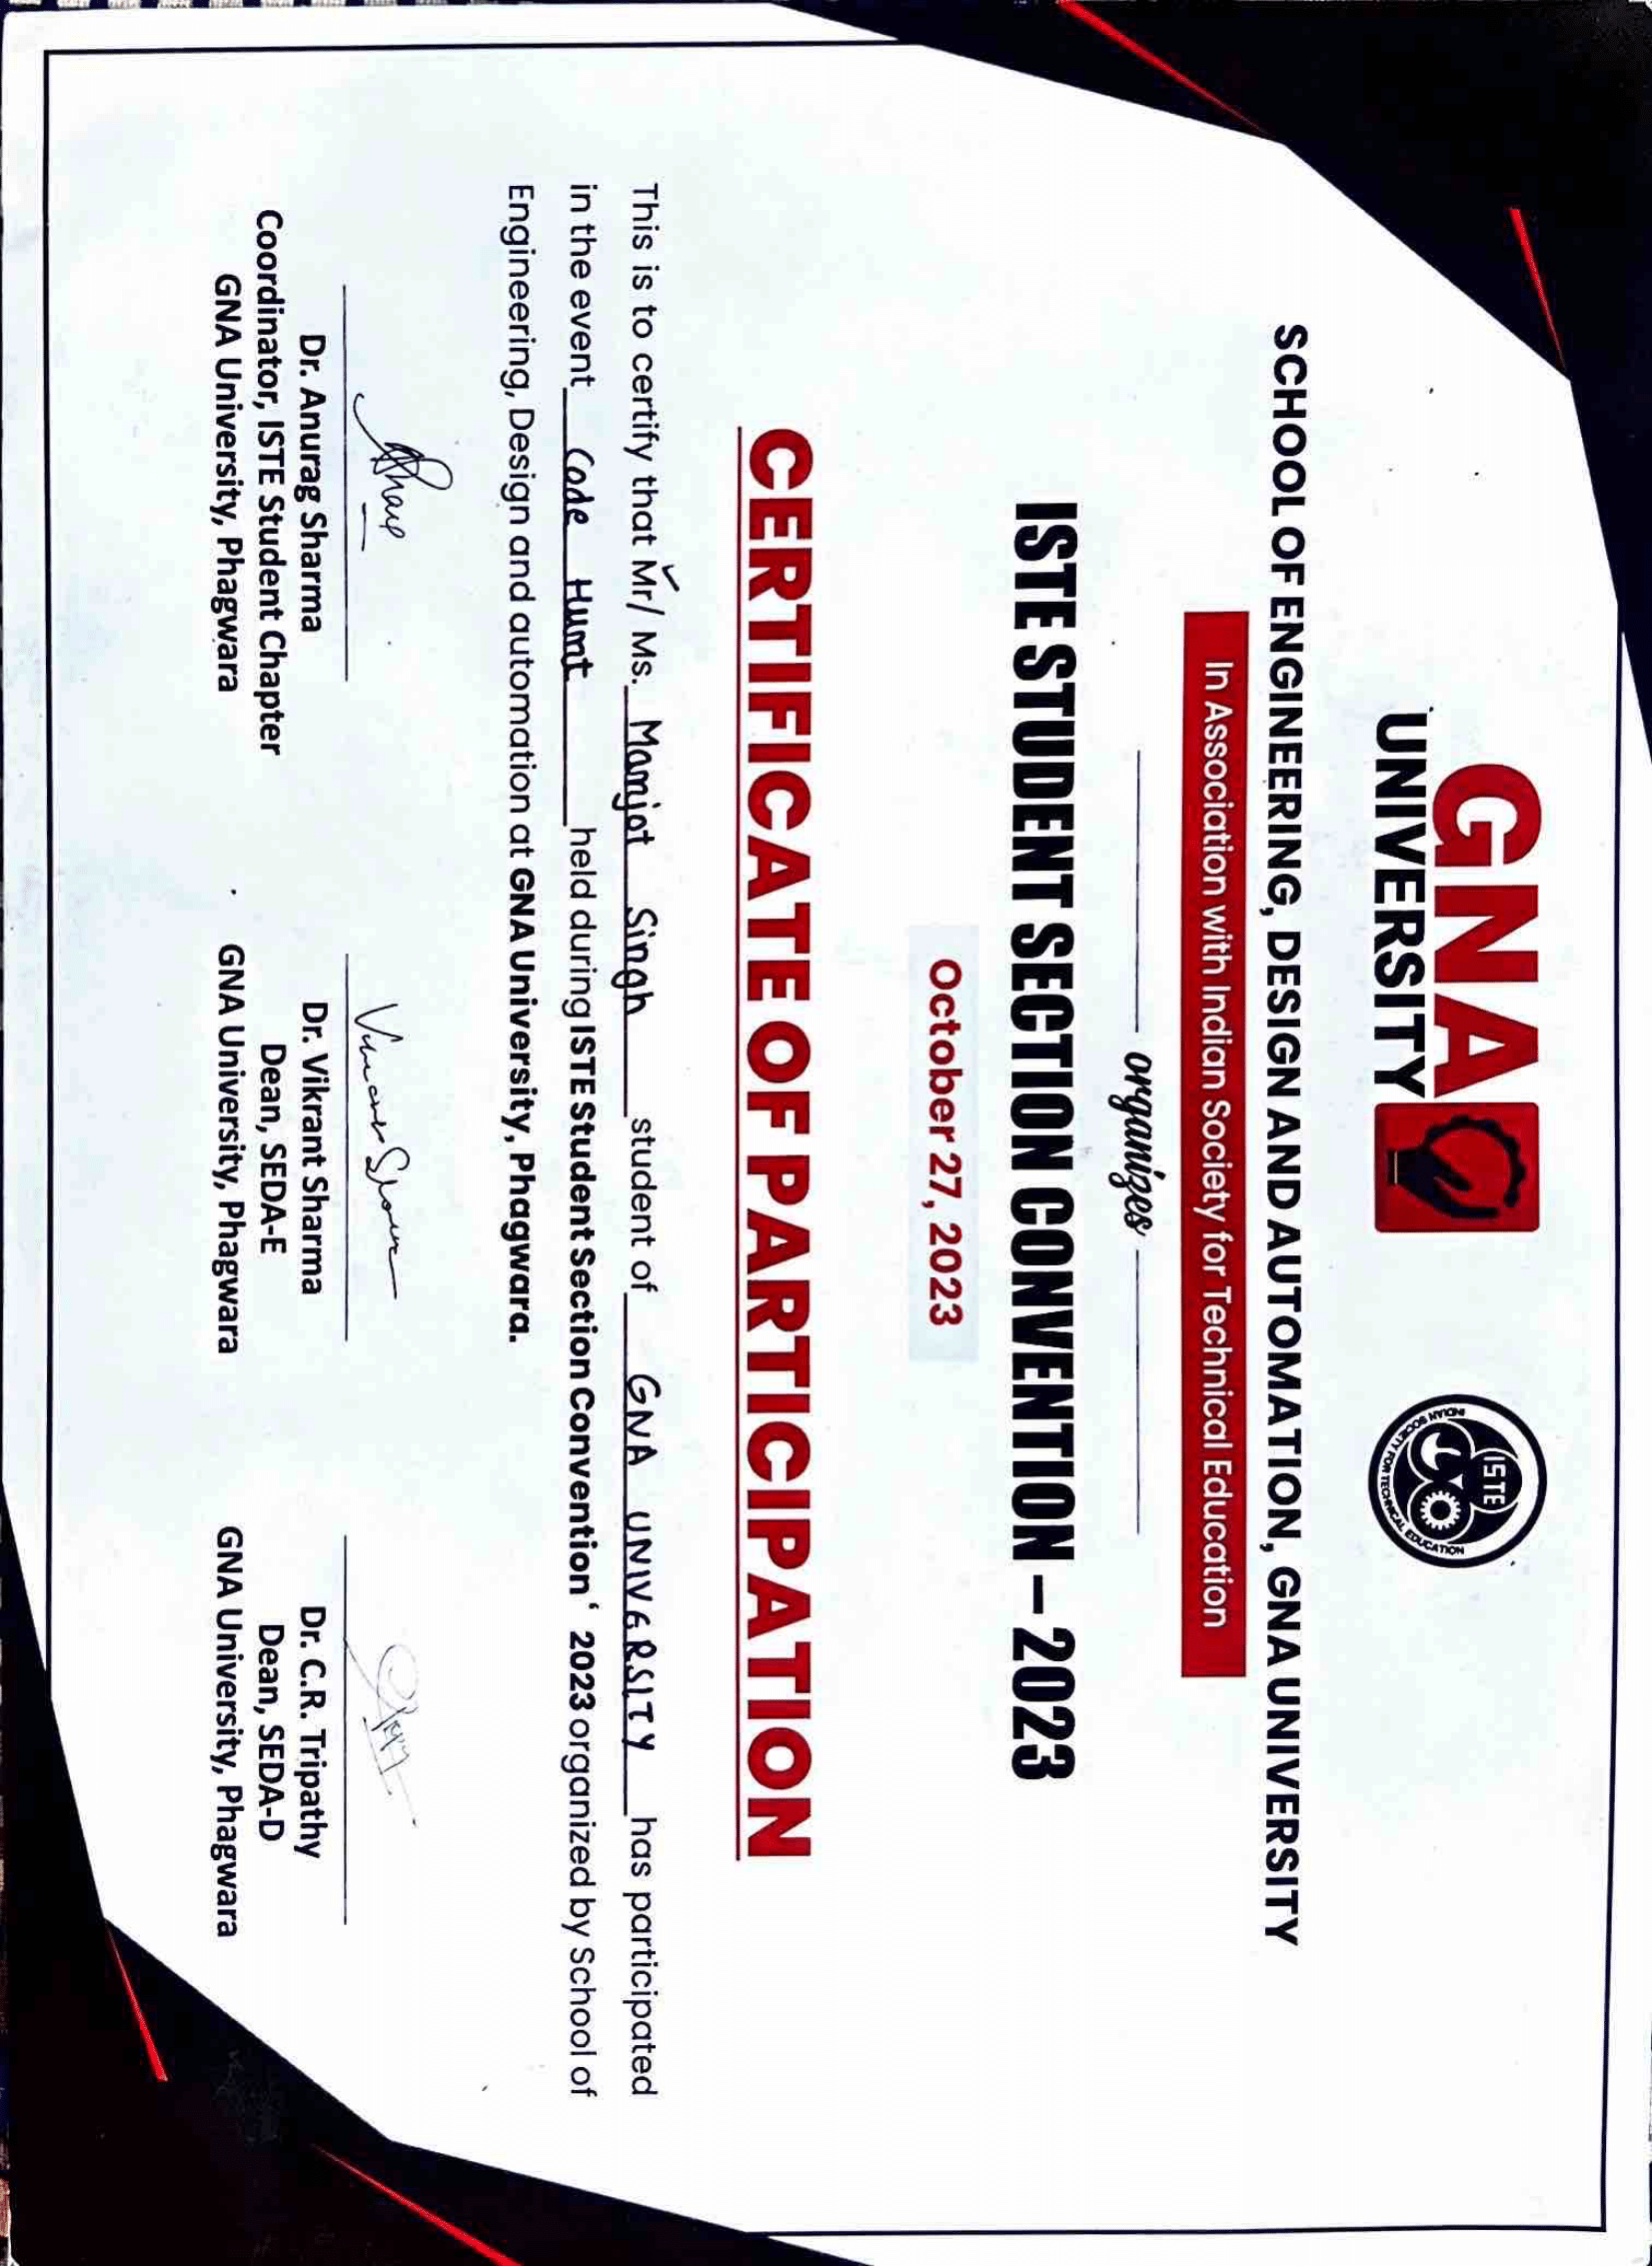 GNA
UNIVERSITY
ISTE
INDIAN SOCIETY FOR TECHNICAL EDUCATION
SCHOOL OF ENGINEERING, DESIGN AND AUTOMATION, GNA UNIVERSITY
In Association with Indian Society for Technical Education
organizes
ISTE STUDENT SECTION CONVENTION – 2023
October 27, 2023
CERTIFICATE OF PARTICIPATION
This is to certify that Mr/ Ms. Manjot Singh student of GNA UNIVERSITY has participated
in the event Code Hunt held during ISTE Student Section Convention‘ 2023 organized by School of
Engineering, Design and automation at GNA University, Phagwara.
Dr. Anurag Sharma
Coordinator, ISTE Student Chapter
GNA University, Phagwara
Dr. Vikrant Sharma
Dean, SEDA-E
GNA University, Phagwara
Dr. C.R. Tripathy
Dean, SEDA-D
GNA University, Phagwara